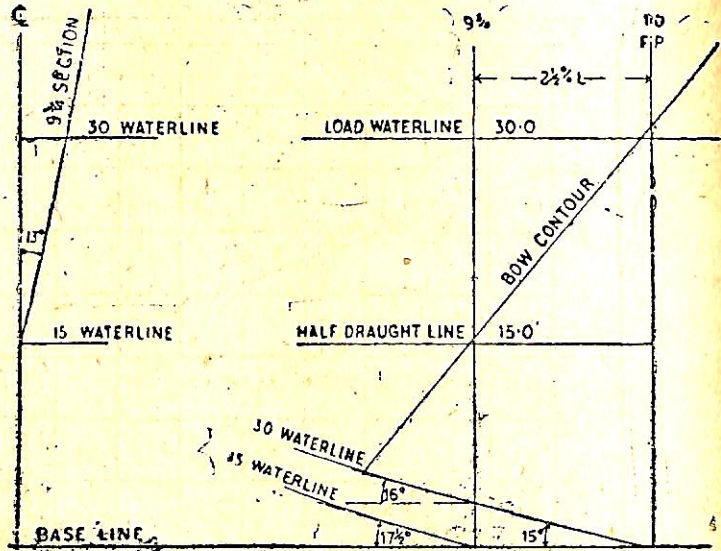 ℄
9¾ SECTION
30 WATERLINE
13°
15 WATERLINE
BASE LINE
9¾
10
F.P
2½% L
LOAD WATERLINE 30·0
BOW CONTOUR
HALF DRAUGHT LINE 15·0'
30 WATERLINE
15 WATERLINE
16°
17½°
15°